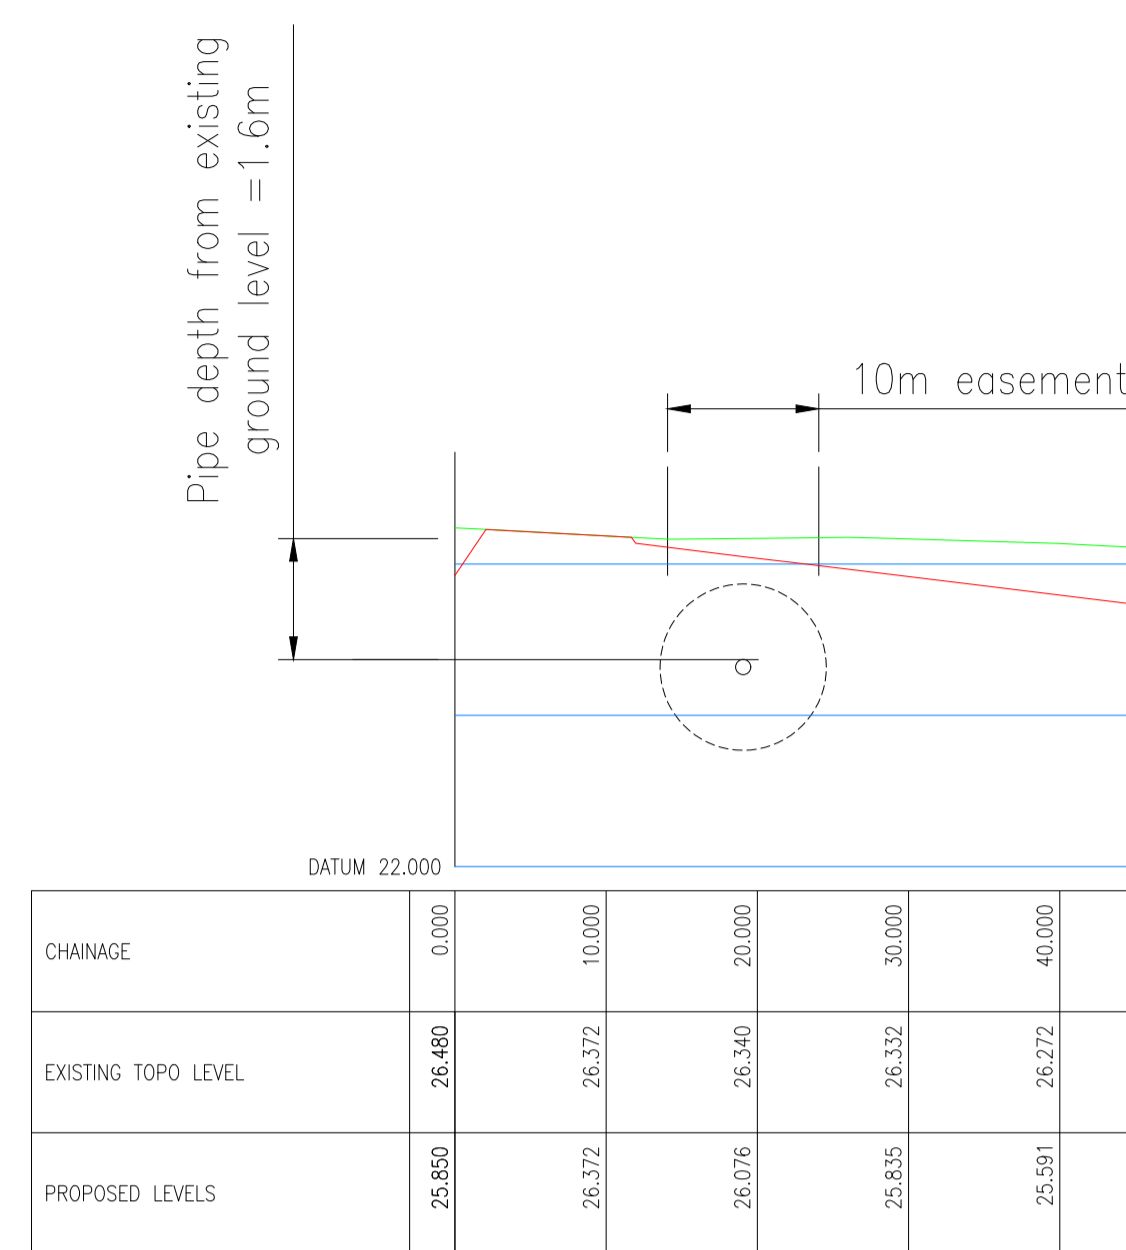 Pipe depth from existing
ground level =1.6m
10m easement
DATUM 22.000
CHAINAGE 0.000 10.000 20.000 30.000 40.000
EXISTING TOPO LEVEL 26.480 26.372 26.340 26.332 26.272
PROPOSED LEVELS 25.850 26.372 26.076 25.835 25.591